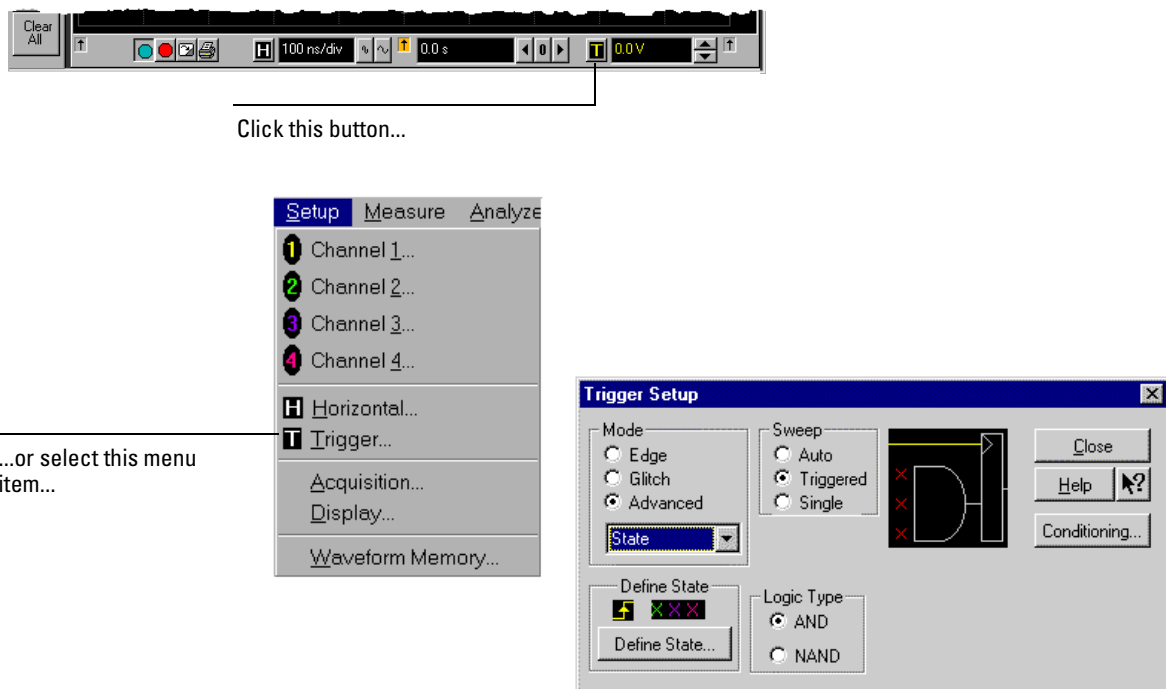 Clear
All
H 100 ns/div 0.0 s 0 T 0.0 V
Click this button...
Setup Measure Analyze
1 Channel 1...
2 Channel 2...
3 Channel 3...
4 Channel 4...
H Horizontal...
T Trigger...
...or select this menu
item...
Acquisition...
Display...
Waveform Memory...
Trigger Setup
Mode
Edge
Glitch
Advanced
State
Sweep
Auto
Triggered
Single
Close
Help ?
Conditioning...
Define State
Define State...
Logic Type
AND
NAND